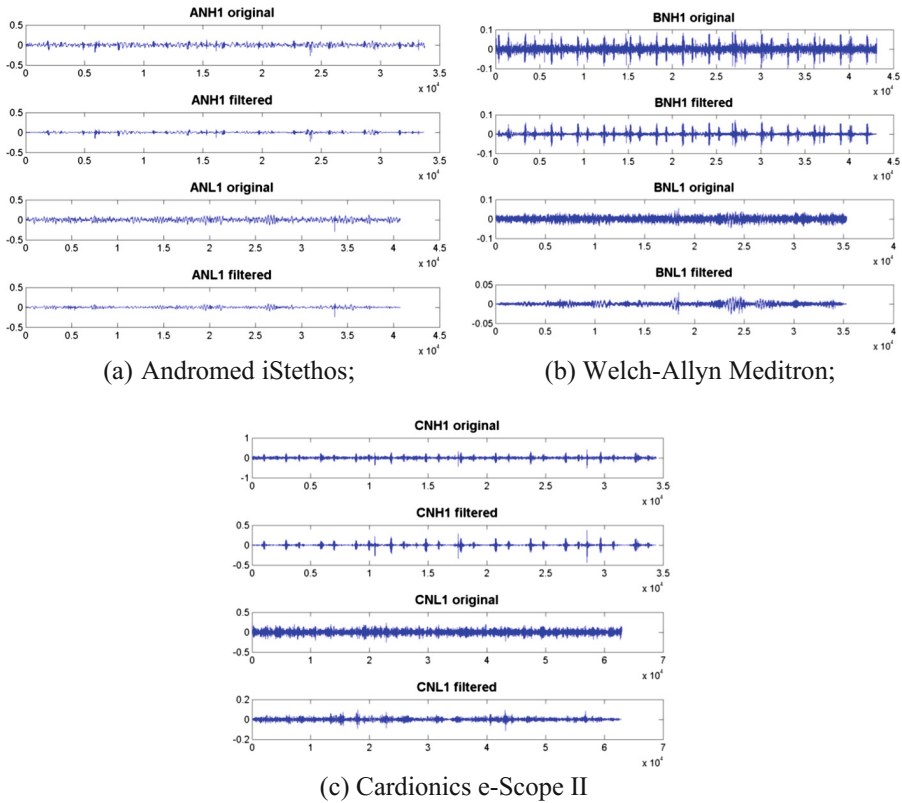 ANH1 original
0.5
0
-0.5
0 0.5 1 1.5 2 2.5 3 3.5 4
x 10^4
ANH1 filtered
0.5
0
-0.5
0 0.5 1 1.5 2 2.5 3 3.5 4
x 10^4
ANL1 original
0.5
0
-0.5
0 0.5 1 1.5 2 2.5 3 3.5 4 4.5
x 10^4
ANL1 filtered
0.5
0
-0.5
0 0.5 1 1.5 2 2.5 3 3.5 4 4.5
x 10^4
(a) Andromed iStethos;
BNH1 original
0.1
0
-0.1
0 0.5 1 1.5 2 2.5 3 3.5 4 4.5
x 10^4
BNH1 filtered
0.1
0
-0.1
0 0.5 1 1.5 2 2.5 3 3.5 4 4.5
x 10^4
BNL1 original
0.1
0
-0.1
0 0.5 1 1.5 2 2.5 3 3.5 4
x 10^4
BNL1 filtered
0.05
0
-0.05
0 0.5 1 1.5 2 2.5 3 3.5 4
x 10^4
(b) Welch-Allyn Meditron;
CNH1 original
1
0
-1
0 0.5 1 1.5 2 2.5 3 3.5
x 10^4
CNH1 filtered
0.5
0
-0.5
0 0.5 1 1.5 2 2.5 3 3.5
x 10^4
CNL1 original
0.5
0
-0.5
0 1 2 3 4 5 6 7
x 10^4
CNL1 filtered
0.2
0
-0.2
0 1 2 3 4 5 6 7
x 10^4
(c) Cardionics e-Scope II